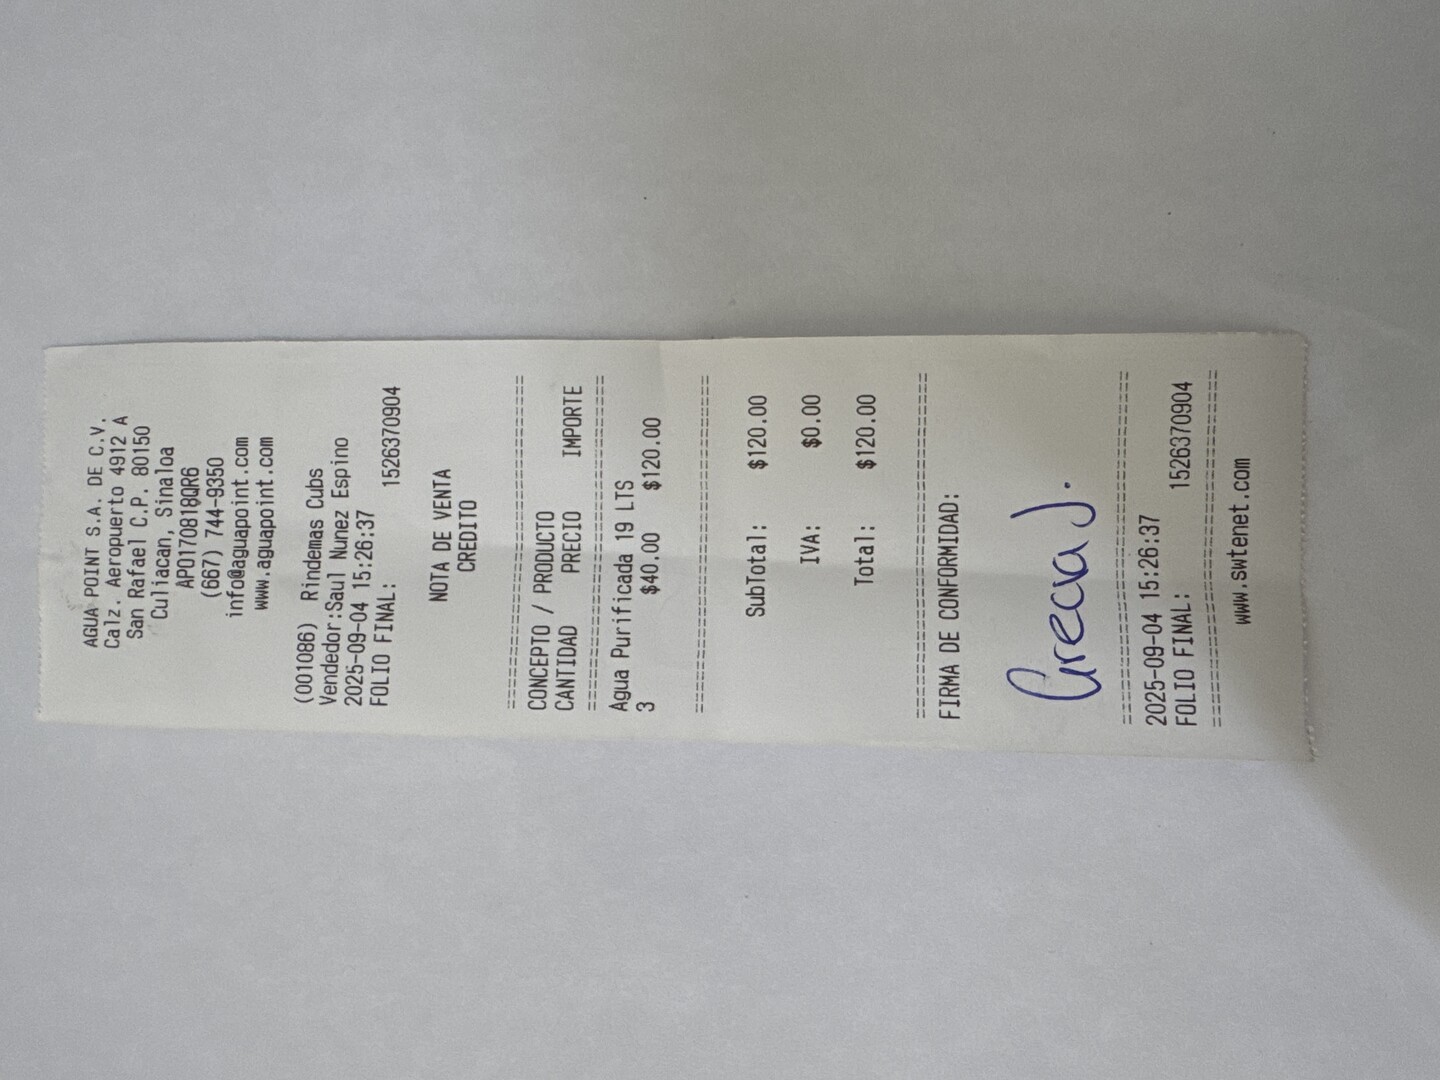 AGUA POINT S.A. DE C.V.
Calz. Aeropuerto 4912 A
San Rafael C.P. 80150
Culiacan, Sinaloa
APO170818QR6
(667) 744-9350
info@aguapoint.com
www.aguapoint.com
(001086) Rindemas Cubs
Vendedor:Saul Nunez Espino
2025-09-04 15:26:37
FOLIO FINAL: 1526370904
NOTA DE VENTA
CREDITO
CONCEPTO / PRODUCTO
CANTIDAD PRECIO IMPORTE
Agua Purificada 19 LTS
3 $40.00 $120.00
SubTotal: $120.00
IVA: $0.00
Total: $120.00
FIRMA DE CONFORMIDAD:
Grecia J.
2025-09-04 15:26:37
FOLIO FINAL: 1526370904
www.swtenet.com